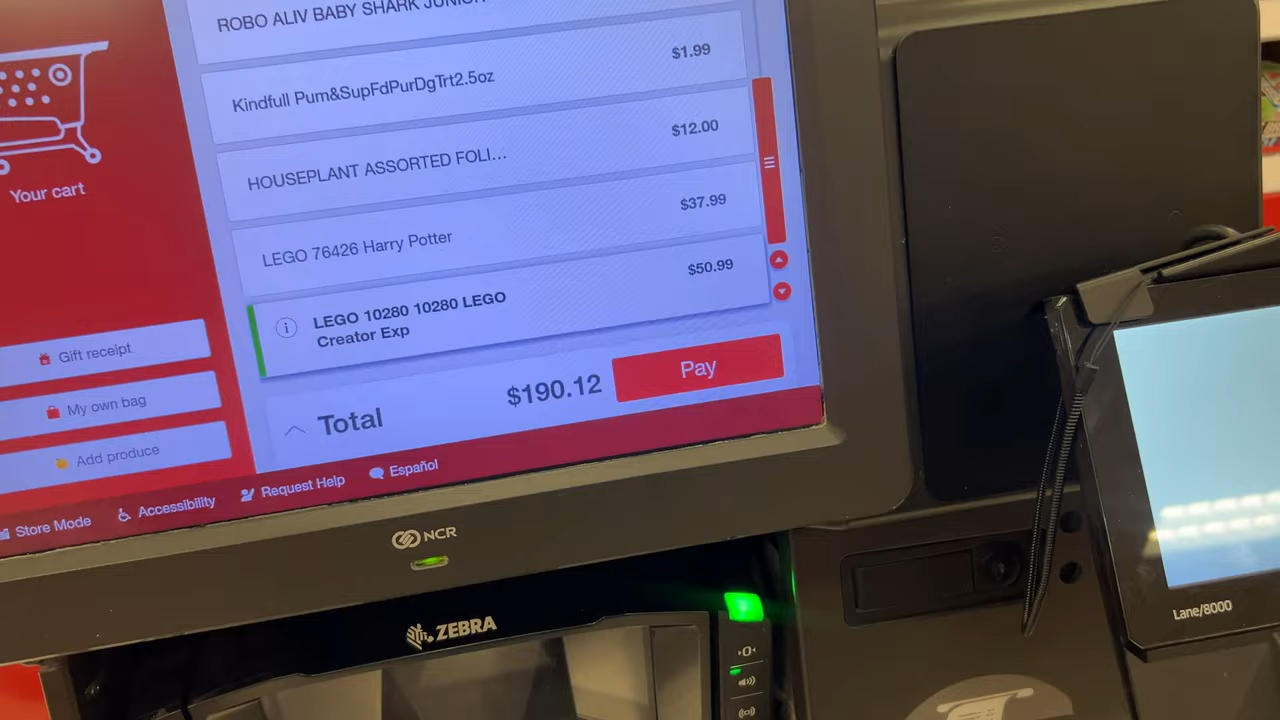 ROBO ALIV BABY SHARK JUNIOR
$1.99
Kindfull Pum&SupFdPurDgTrt2.5oz
$12.00
HOUSEPLANT ASSORTED FOLI...
$37.99
LEGO 76426 Harry Potter
$50.99
LEGO 10280 10280 LEGO
Creator Exp
Total
$190.12
Pay
Your cart
Gift receipt
My own bag
Add produce
Store Mode
Accessibility
Request Help
Español
NCR
ZEBRA
Lane/8000